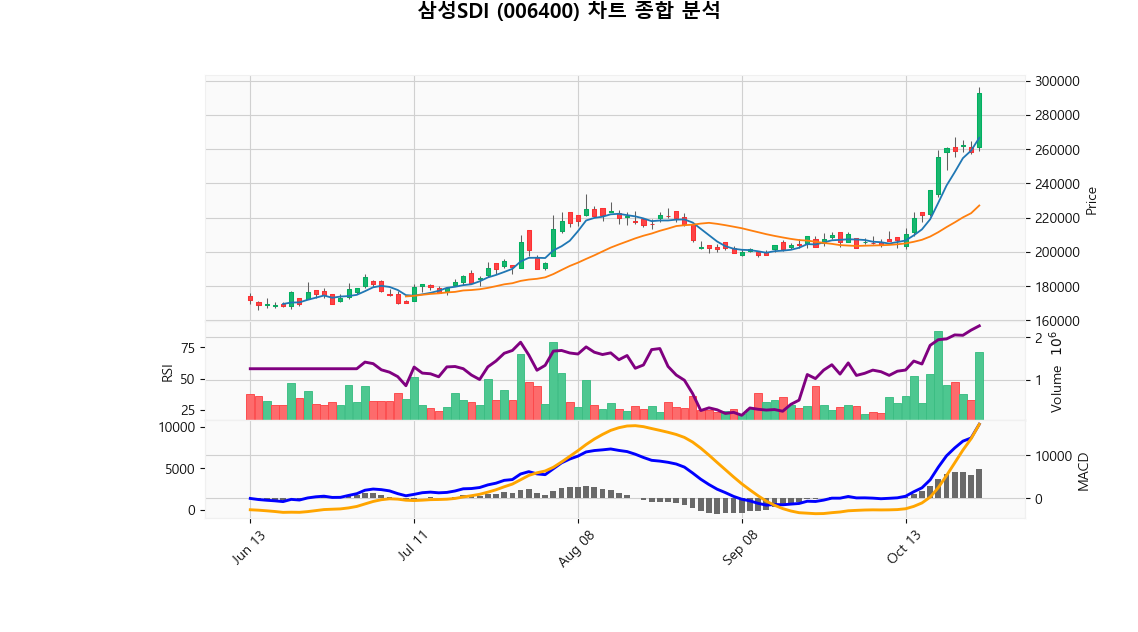 삼성SDI (006400) 차트 종합 분석
300000
280000
260000
240000
220000
200000
180000
160000
Price
75
50
25
RSI
2
1
Volume 10^6
10000
5000
0
10000
0
MACD
Jun 13
Jul 11
Aug 08
Sep 08
Oct 13